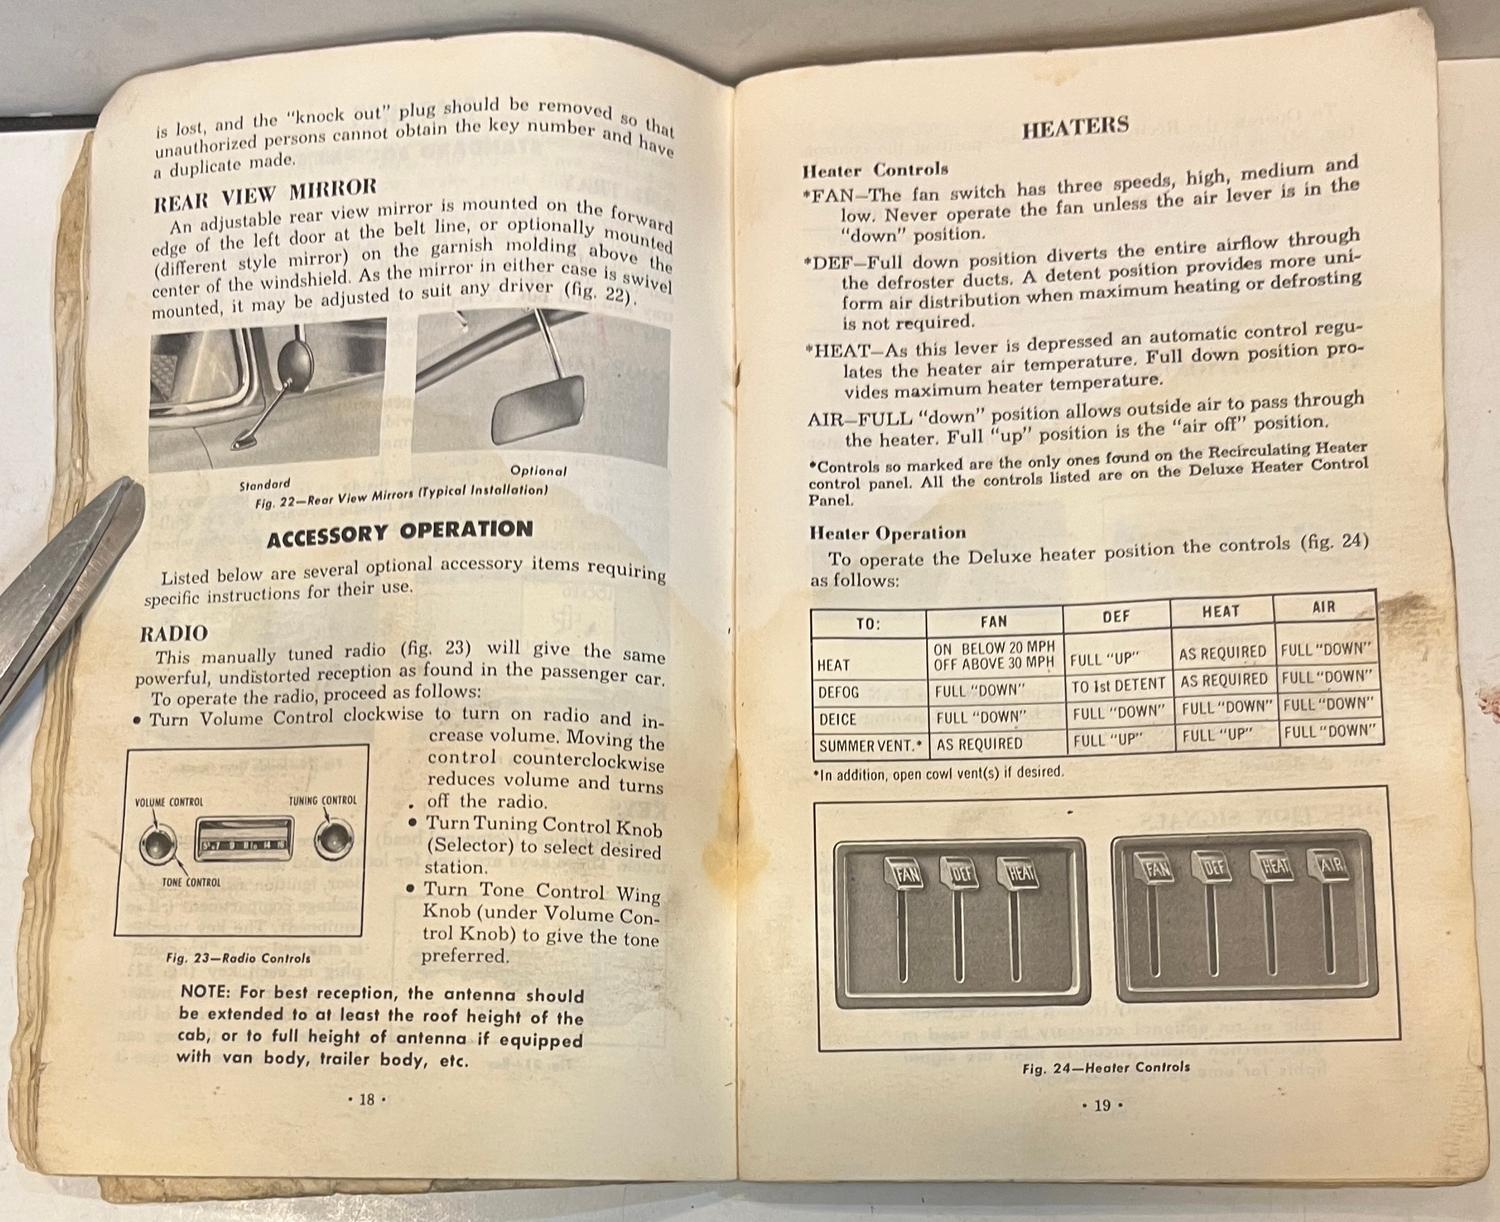 is lost, and the "knock out" plug should be removed so that
unauthorized persons cannot obtain the key number and have
a duplicate made.
REAR VIEW MIRROR
An adjustable rear view mirror is mounted on the forward
edge of the left door at the belt line, or optionally mounted
(different style mirror) on the garnish molding above the
center of the windshield. As the mirror in either case is swivel
mounted, it may be adjusted to suit any driver (fig. 22).
Standard
Optional
Fig. 22—Rear View Mirrors (Typical Installation)
ACCESSORY OPERATION
Listed below are several optional accessory items requiring
specific instructions for their use.
RADIO
This manually tuned radio (fig. 23) will give the same
powerful, undistorted reception as found in the passenger car.
To operate the radio, proceed as follows:
• Turn Volume Control clockwise to turn on radio and in-
crease volume. Moving the
control counterclockwise
reduces volume and turns
off the radio.
• Turn Tuning Control Knob
(Selector) to select desired
station.
• Turn Tone Control Wing
Knob (under Volume Con-
trol Knob) to give the tone
preferred.
VOLUME CONTROL
TUNING CONTROL
TONE CONTROL
Fig. 23—Radio Controls
NOTE: For best reception, the antenna should
be extended to at least the roof height of the
cab, or to full height of antenna if equipped
with van body, trailer body, etc.
• 18 •
HEATERS
Heater Controls
*FAN—The fan switch has three speeds, high, medium and
low. Never operate the fan unless the air lever is in the
"down" position.
*DEF—Full down position diverts the entire airflow through
the defroster ducts. A detent position provides more uni-
form air distribution when maximum heating or defrosting
is not required.
*HEAT—As this lever is depressed an automatic control regu-
lates the heater air temperature. Full down position pro-
vides maximum heater temperature.
AIR—FULL "down" position allows outside air to pass through
the heater. Full "up" position is the "air off" position.
*Controls so marked are the only ones found on the Recirculating Heater
control panel. All the controls listed are on the Deluxe Heater Control
Panel.
Heater Operation
To operate the Deluxe heater position the controls (fig. 24)
as follows:
TO: FAN DEF HEAT AIR
HEAT ON BELOW 20 MPH OFF ABOVE 30 MPH FULL "UP" AS REQUIRED FULL "DOWN"
DEFOG FULL "DOWN" TO 1st DETENT AS REQUIRED FULL "DOWN"
DEICE FULL "DOWN" FULL "DOWN" FULL "DOWN" FULL "DOWN"
SUMMER VENT.* AS REQUIRED FULL "UP" FULL "UP" FULL "DOWN"
*In addition, open cowl vent(s) if desired.
FAN DEF HEAT
FAN DEF HEAT AIR
Fig. 24—Heater Controls
• 19 •